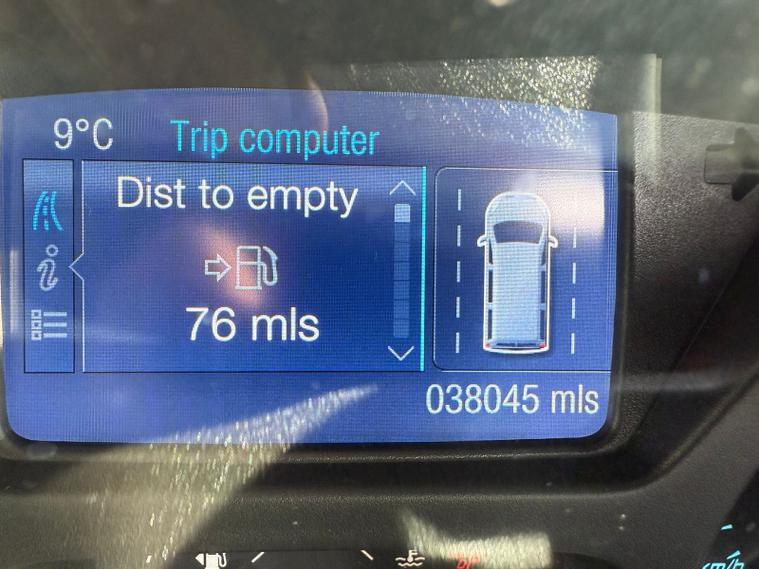 9°C Trip computer
Dist to empty
76 mls
038045 mls